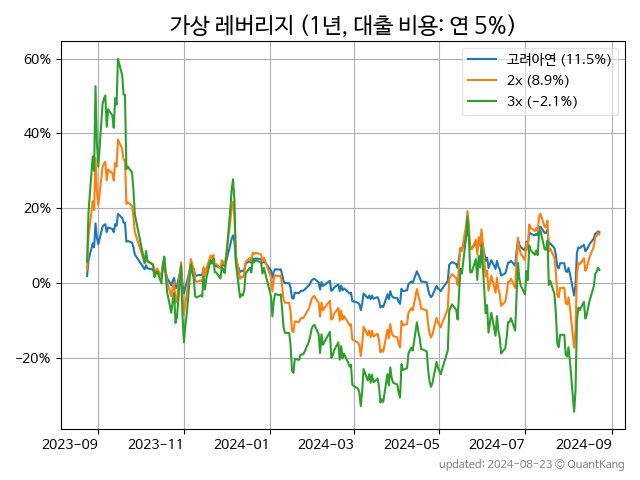 가상 레버리지 (1년, 대출 비용: 연 5%)
고려아연 (11.5%)
2x (8.9%)
3x (−2.1%)
60%
40%
20%
0%
−20%
2023-09
2023-11
2024-01
2024-03
2024-05
2024-07
2024-09
updated: 2024-08-23 © QuantKang